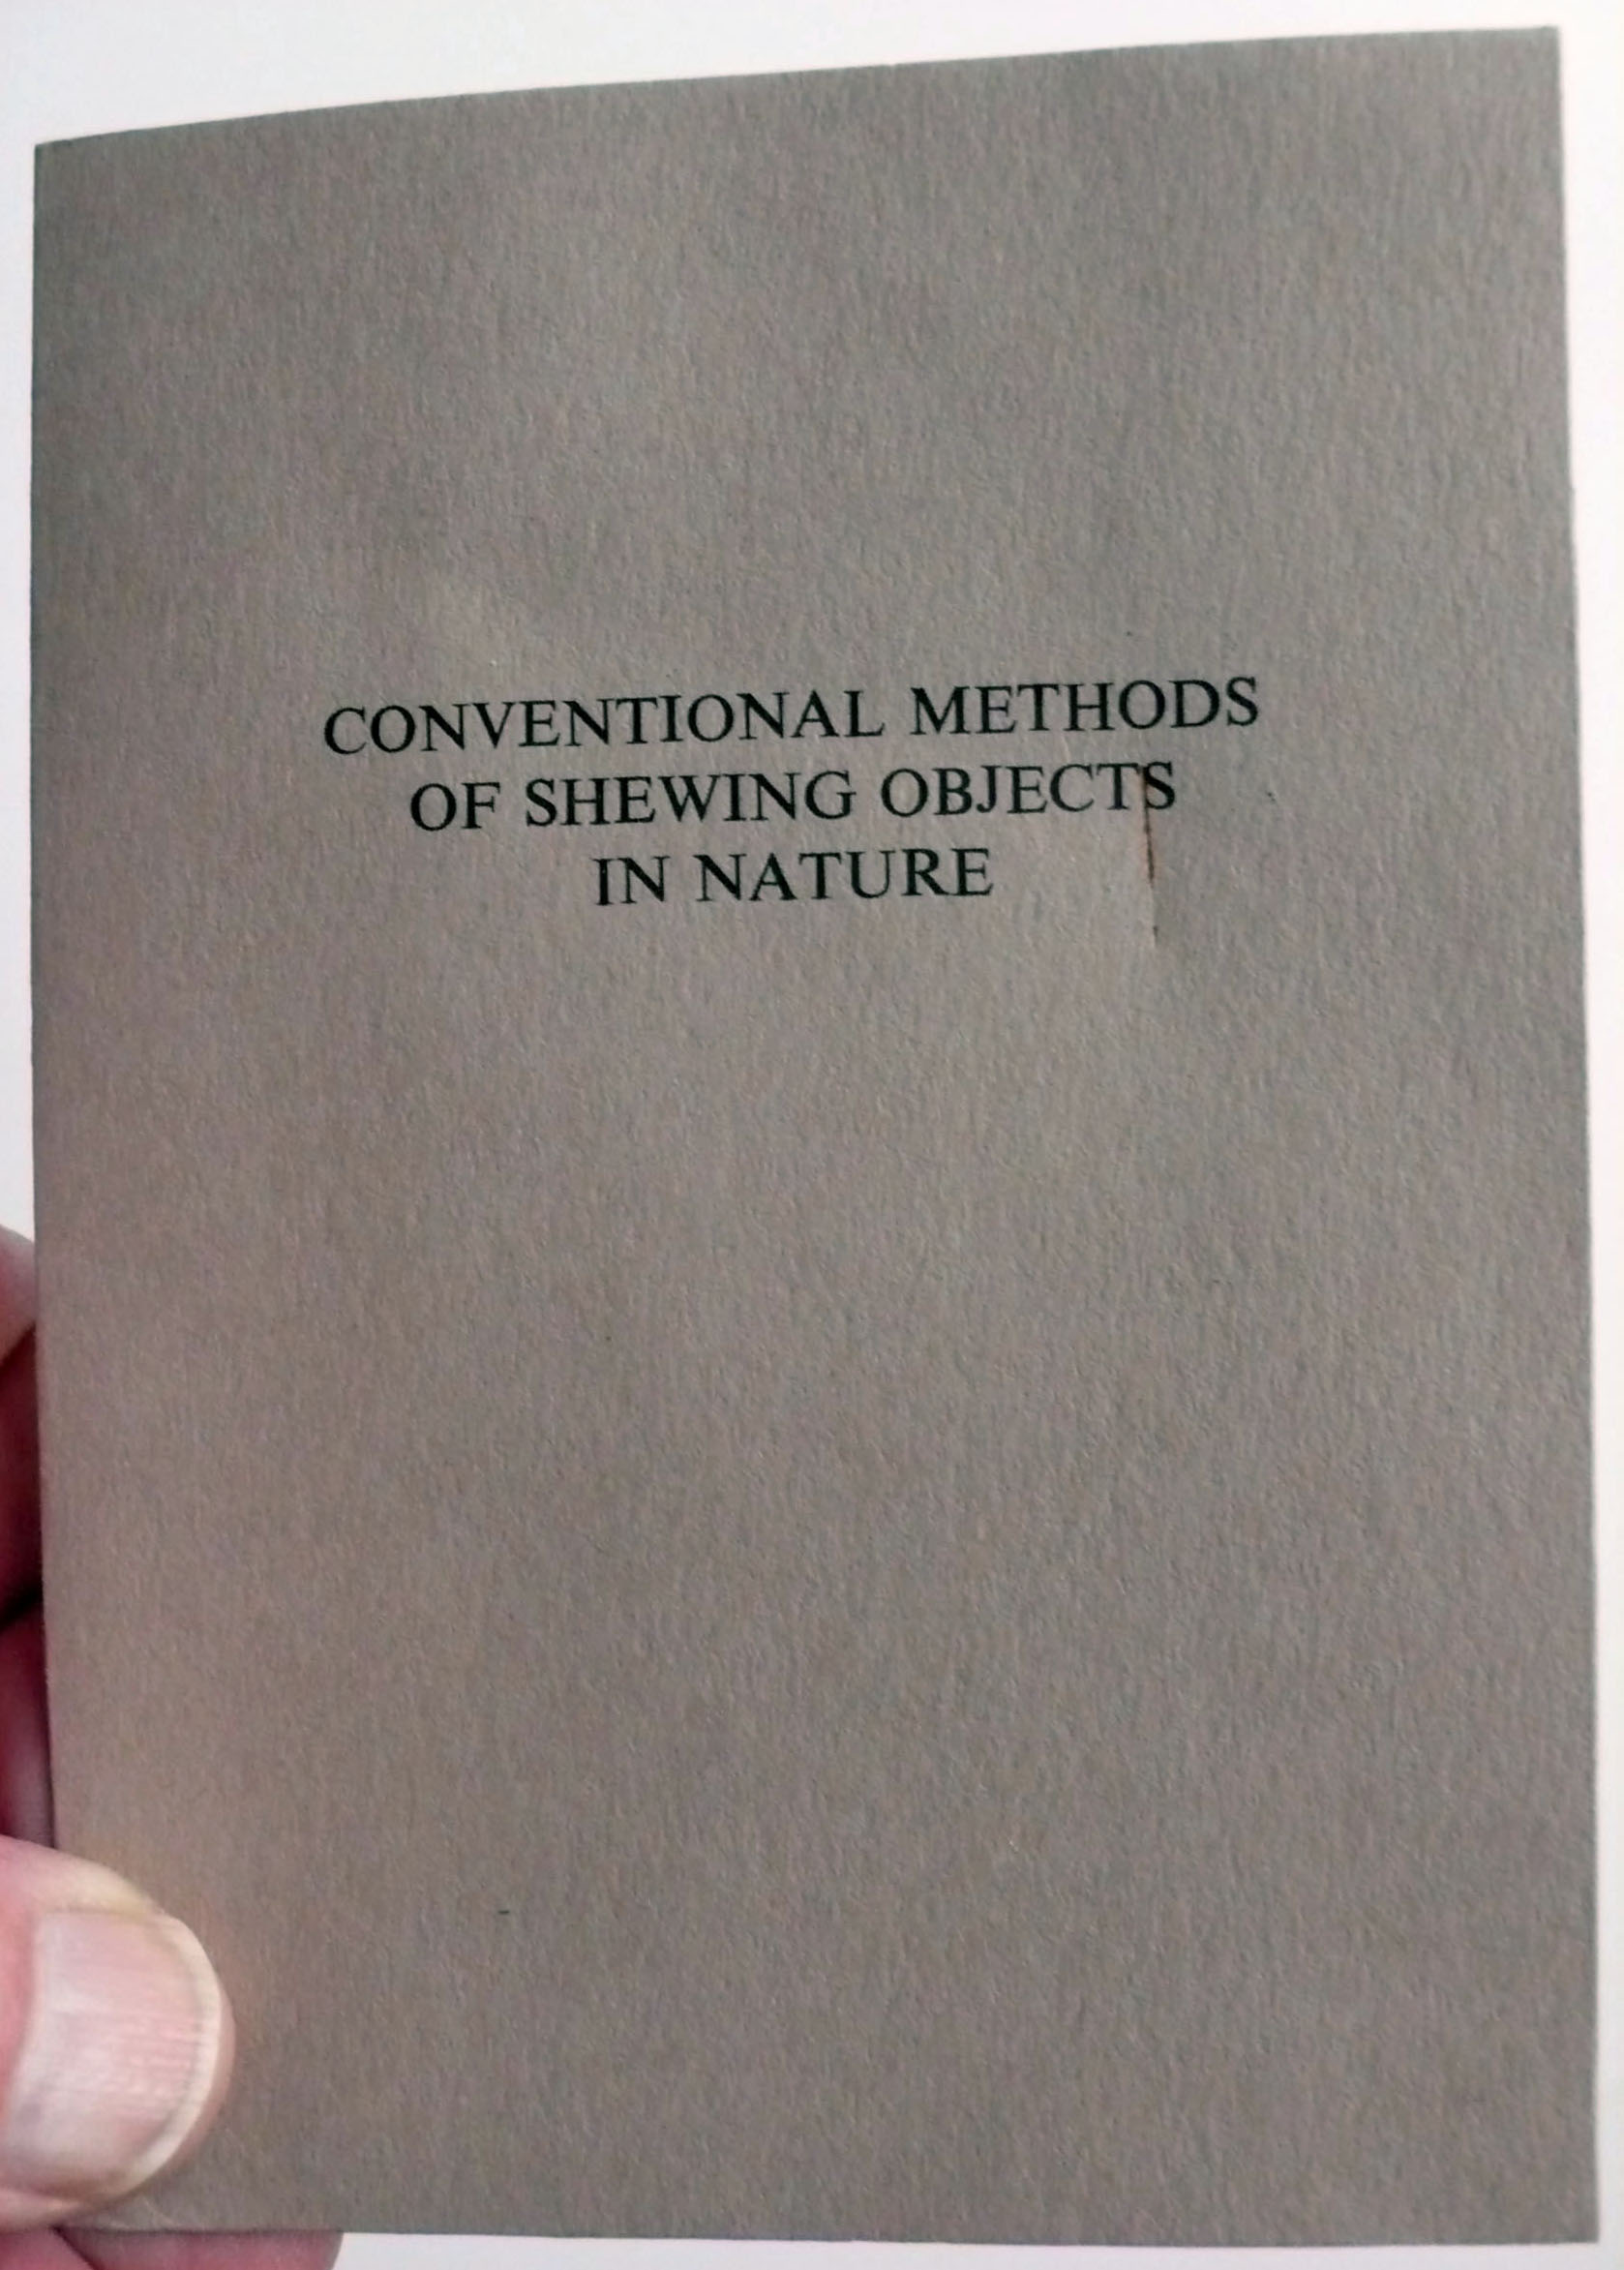 CONVENTIONAL METHODS
OF SHEWING OBJECTS
IN NATURE